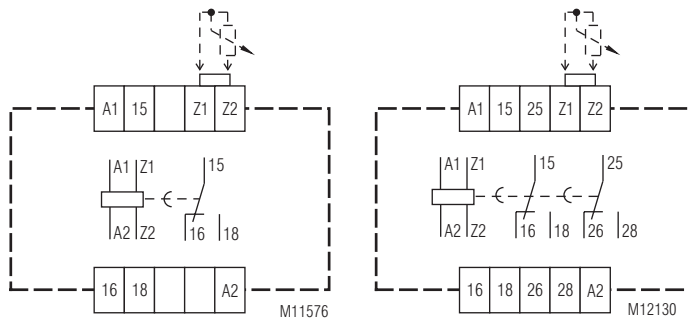 A1 15 Z1 Z2
A1 Z1 15
A2 Z2 16 18
16 18 A2
M11576
A1 15 25 Z1 Z2
A1 Z1 15 25
A2 Z2 16 18 26 28
16 18 26 28 A2
M12130